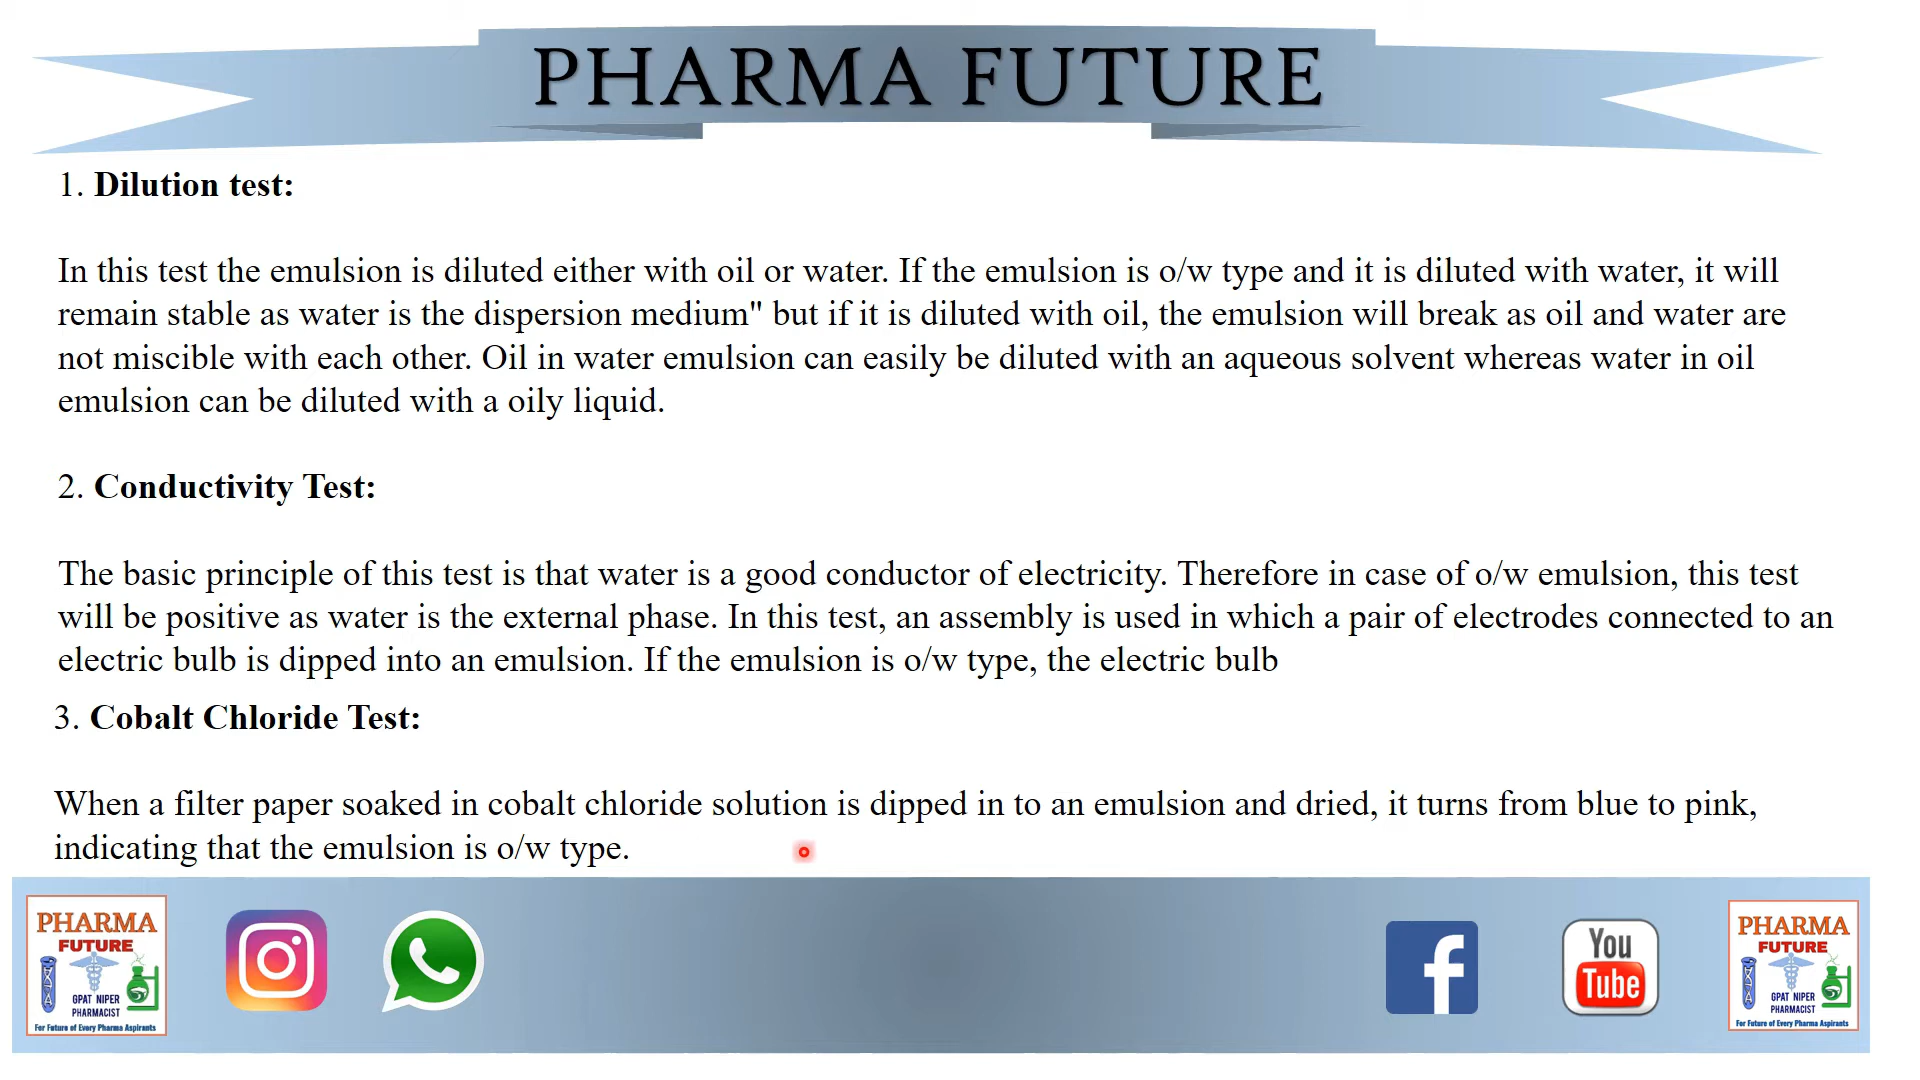 PHARMA FUTURE
1. Dilution test:
In this test the emulsion is diluted either with oil or water. If the emulsion is o/w type and it is diluted with water, it will
remain stable as water is the dispersion medium" but if it is diluted with oil, the emulsion will break as oil and water are
not miscible with each other. Oil in water emulsion can easily be diluted with an aqueous solvent whereas water in oil
emulsion can be diluted with a oily liquid.
2. Conductivity Test:
The basic principle of this test is that water is a good conductor of electricity. Therefore in case of o/w emulsion, this test
will be positive as water is the external phase. In this test, an assembly is used in which a pair of electrodes connected to an
electric bulb is dipped into an emulsion. If the emulsion is o/w type, the electric bulb
3. Cobalt Chloride Test:
When a filter paper soaked in cobalt chloride solution is dipped in to an emulsion and dried, it turns from blue to pink,
indicating that the emulsion is o/w type.
PHARMA
FUTURE
GPAT NIPER
PHARMACIST
For Future of Every Pharma Aspirants
You
Tube
PHARMA
FUTURE
GPAT NIPER
PHARMACIST
For Future of Every Pharma Aspirants